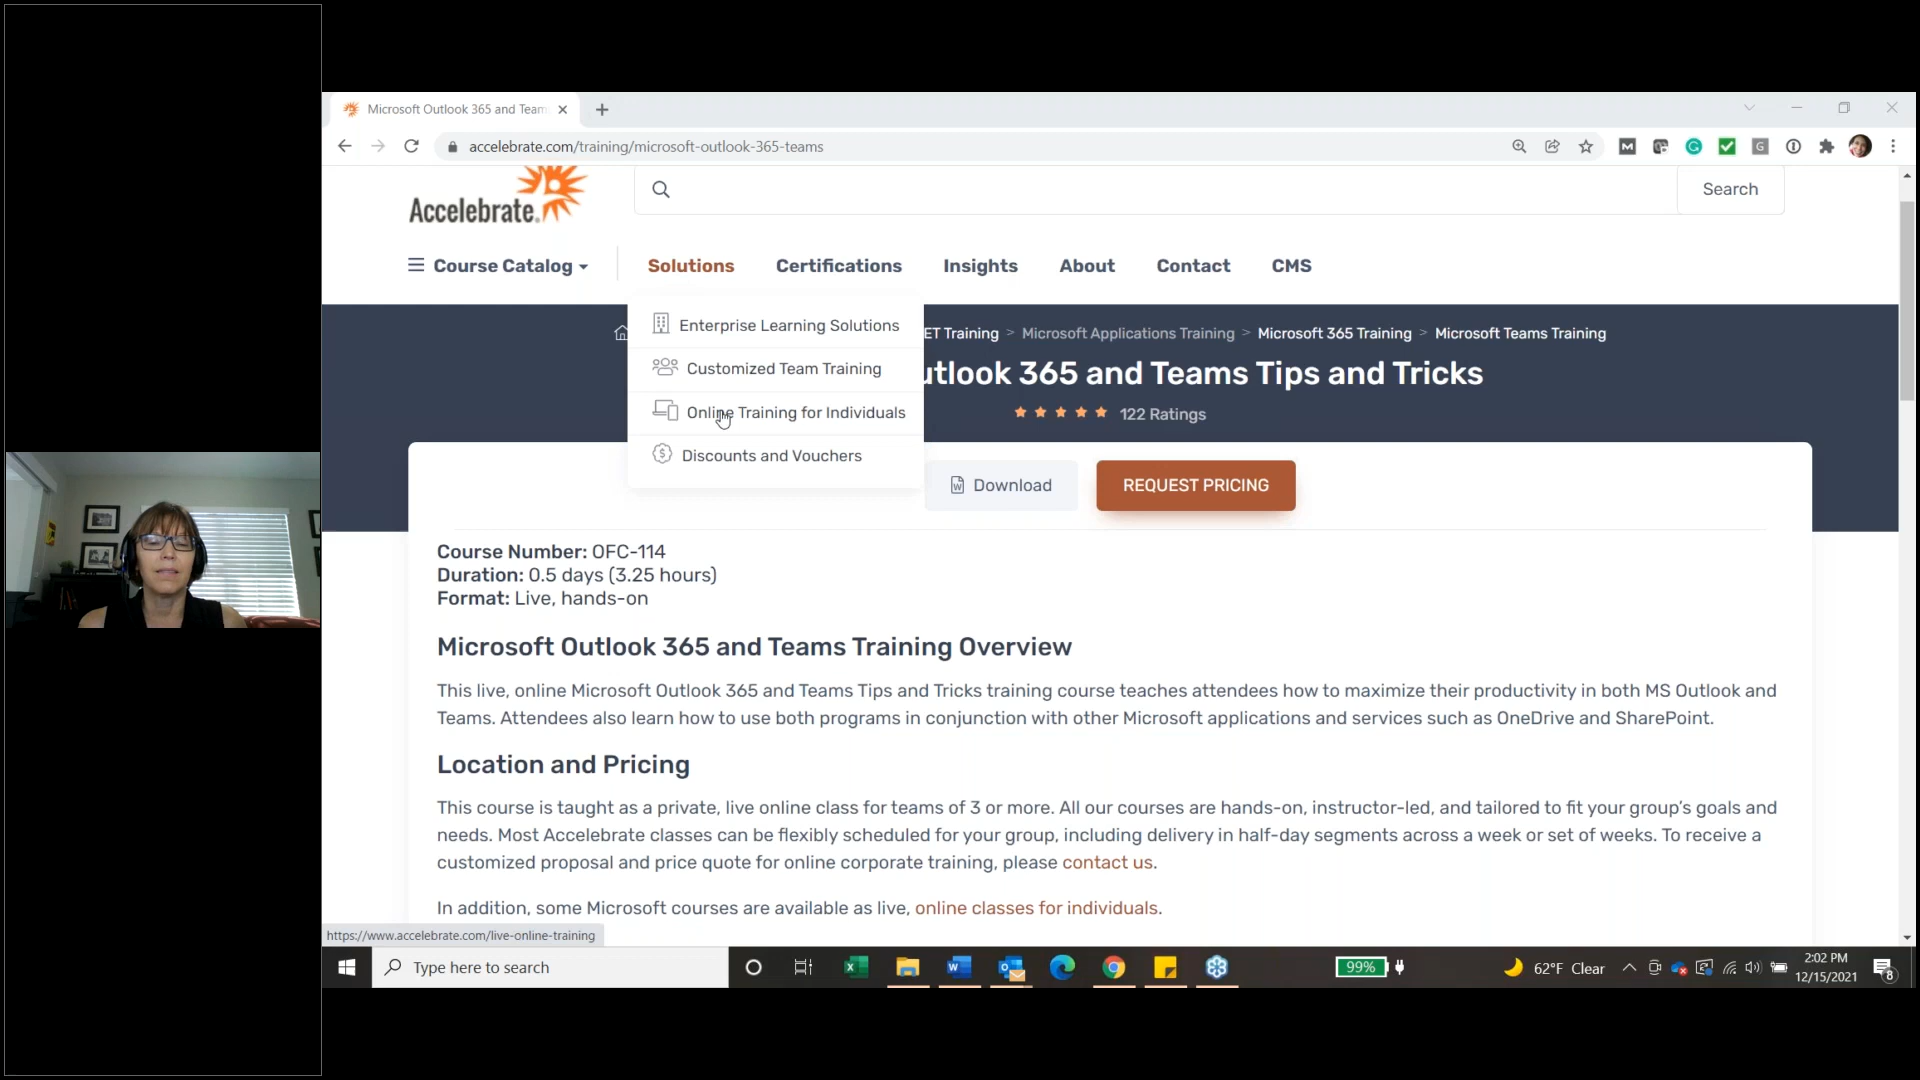 Microsoft Outlook 365 and Team
accelebrate.com/training/microsoft-outlook-365-teams
Accelebrate.
Search
Course Catalog
Solutions
Certifications
Insights
About
Contact
CMS
Enterprise Learning Solutions
Customized Team Training
Online Training for Individuals
Discounts and Vouchers
ET Training > Microsoft Applications Training > Microsoft 365 Training > Microsoft Teams Training
utlook 365 and Teams Tips and Tricks
122 Ratings
Download
REQUEST PRICING
Course Number: OFC-114
Duration: 0.5 days (3.25 hours)
Format: Live, hands-on
Microsoft Outlook 365 and Teams Training Overview
This live, online Microsoft Outlook 365 and Teams Tips and Tricks training course teaches attendees how to maximize their productivity in both MS Outlook and
Teams. Attendees also learn how to use both programs in conjunction with other Microsoft applications and services such as OneDrive and SharePoint.
Location and Pricing
This course is taught as a private, live online class for teams of 3 or more. All our courses are hands-on, instructor-led, and tailored to fit your group's goals and
needs. Most Accelebrate classes can be flexibly scheduled for your group, including delivery in half-day segments across a week or set of weeks. To receive a
customized proposal and price quote for online corporate training, please contact us.
In addition, some Microsoft courses are available as live, online classes for individuals.
https://www.accelebrate.com/live-online-training
Type here to search
99%
62°F Clear
2:02 PM
12/15/2021
8